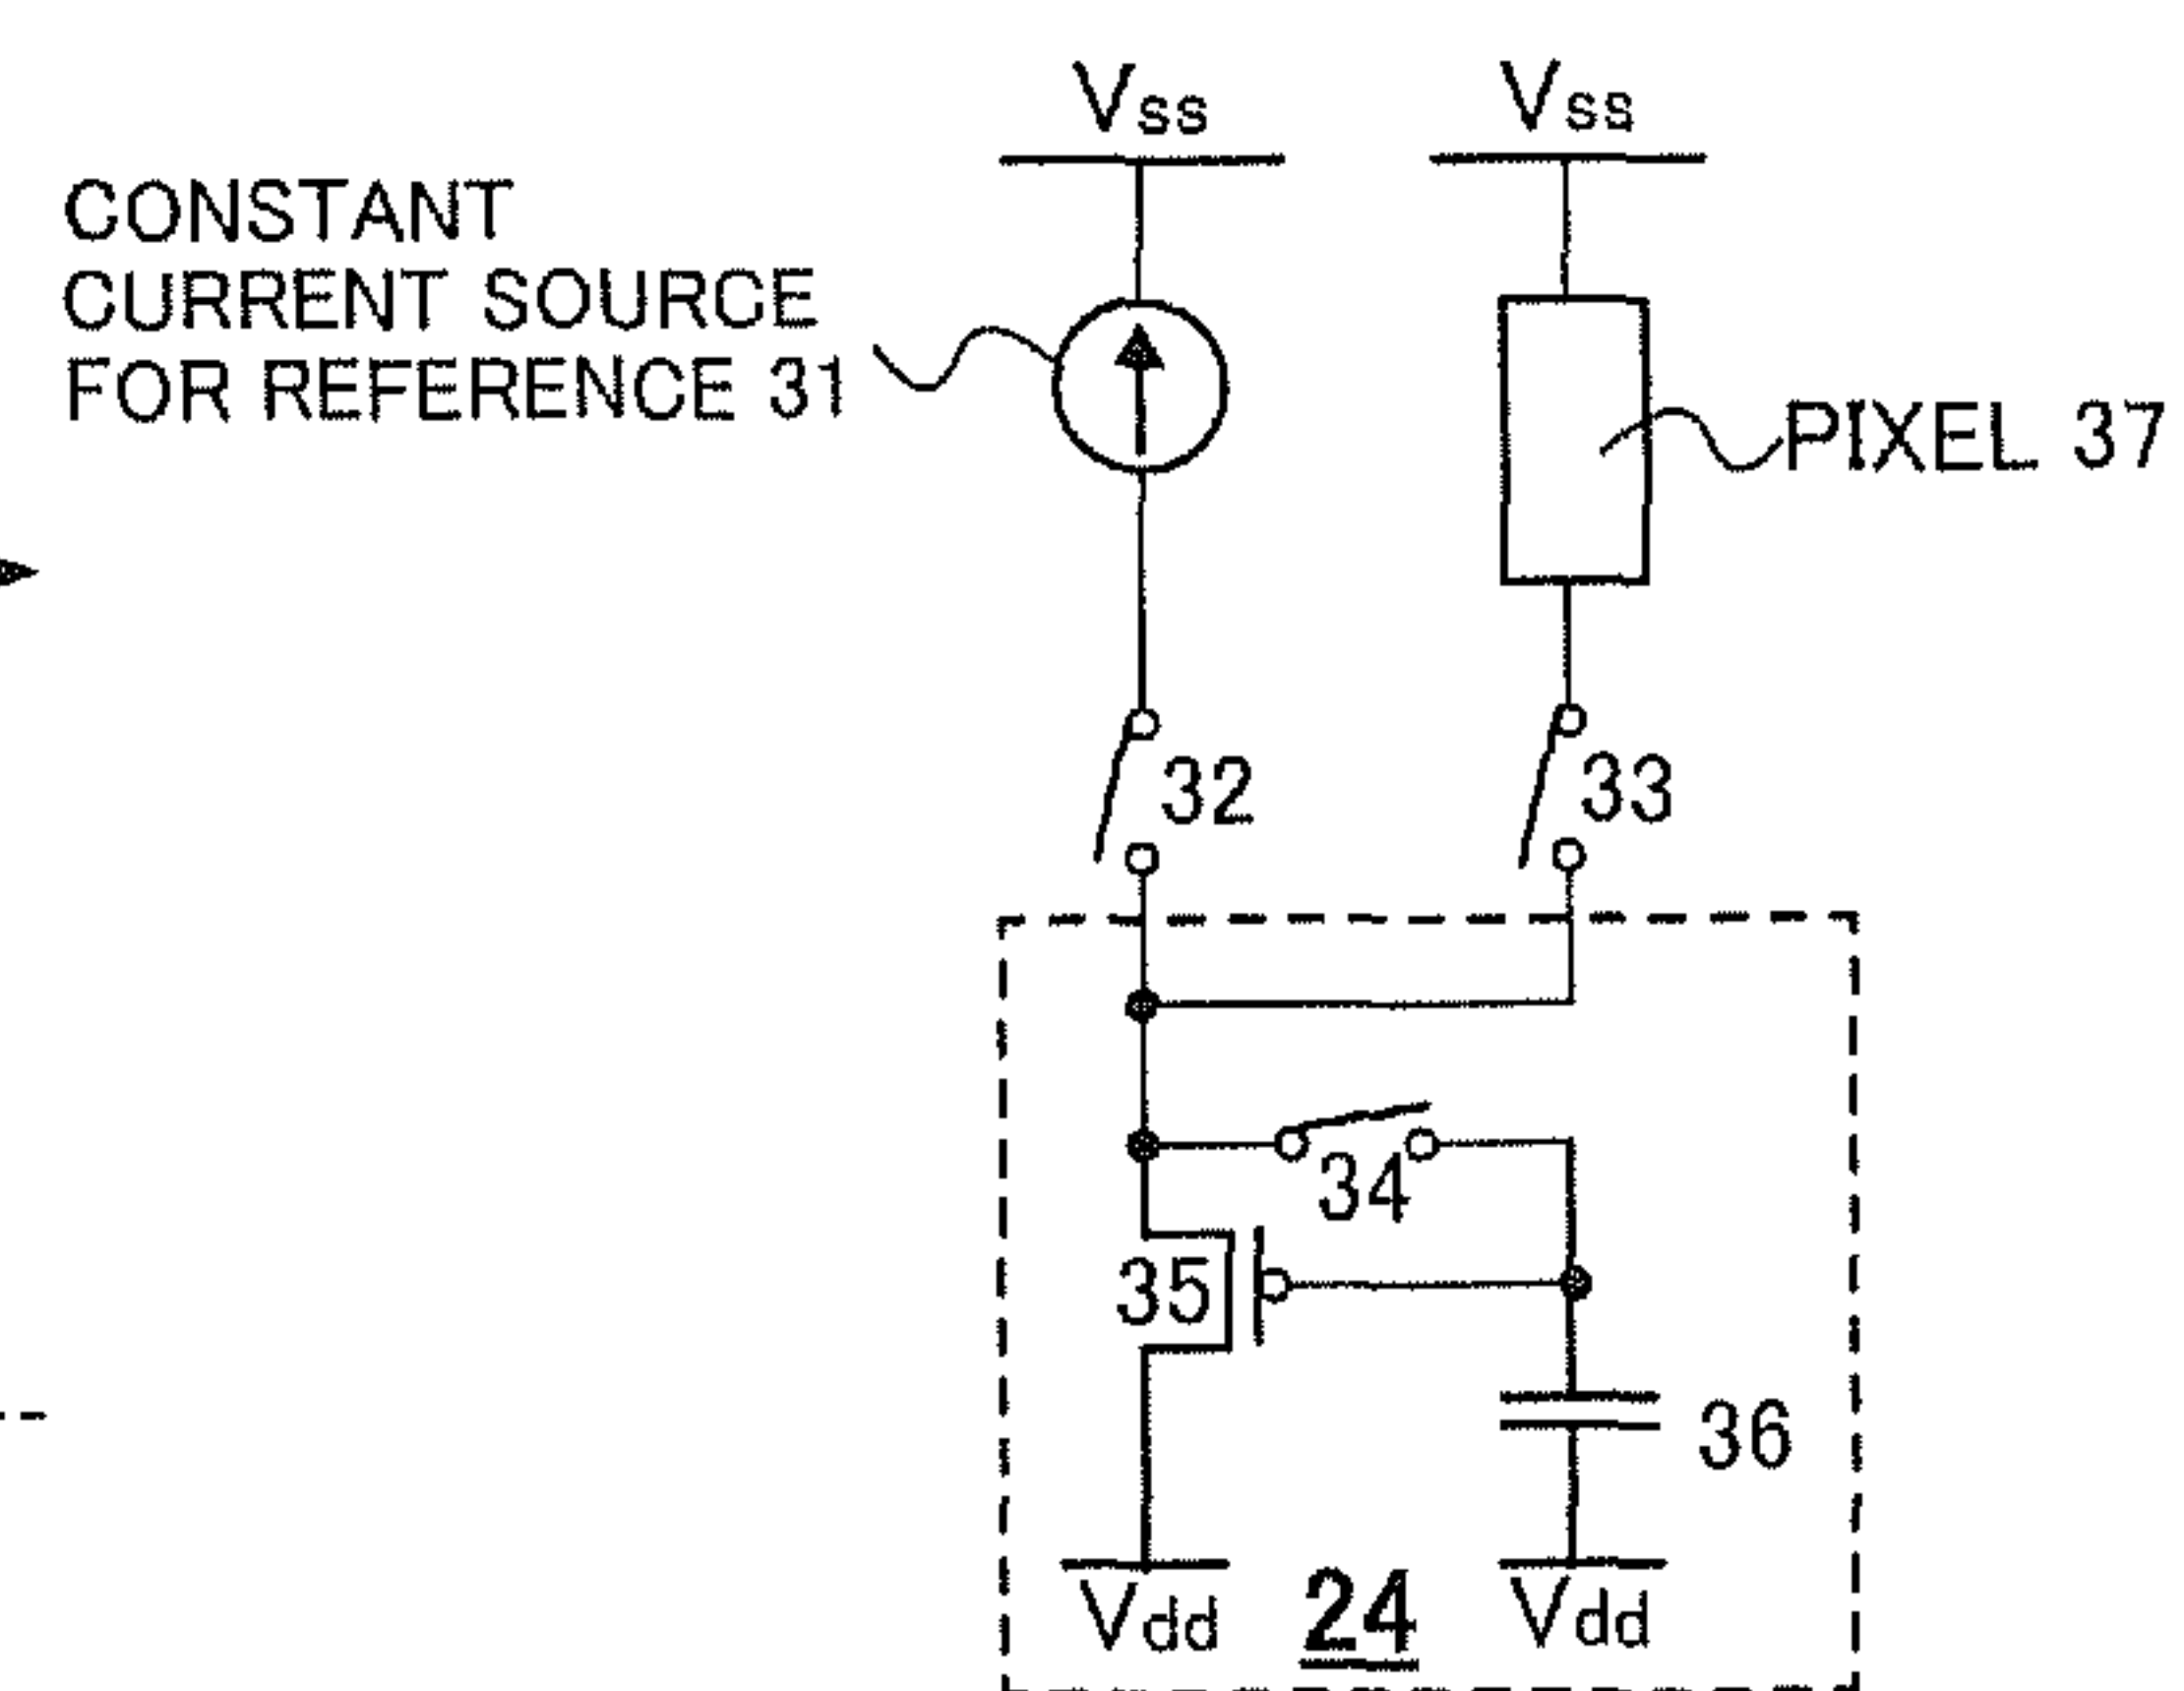 Vss
Vss
CONSTANT
CURRENT SOURCE
FOR REFERENCE 31
PIXEL 37
32
33
34
35
36
Vdd
24
Vdd